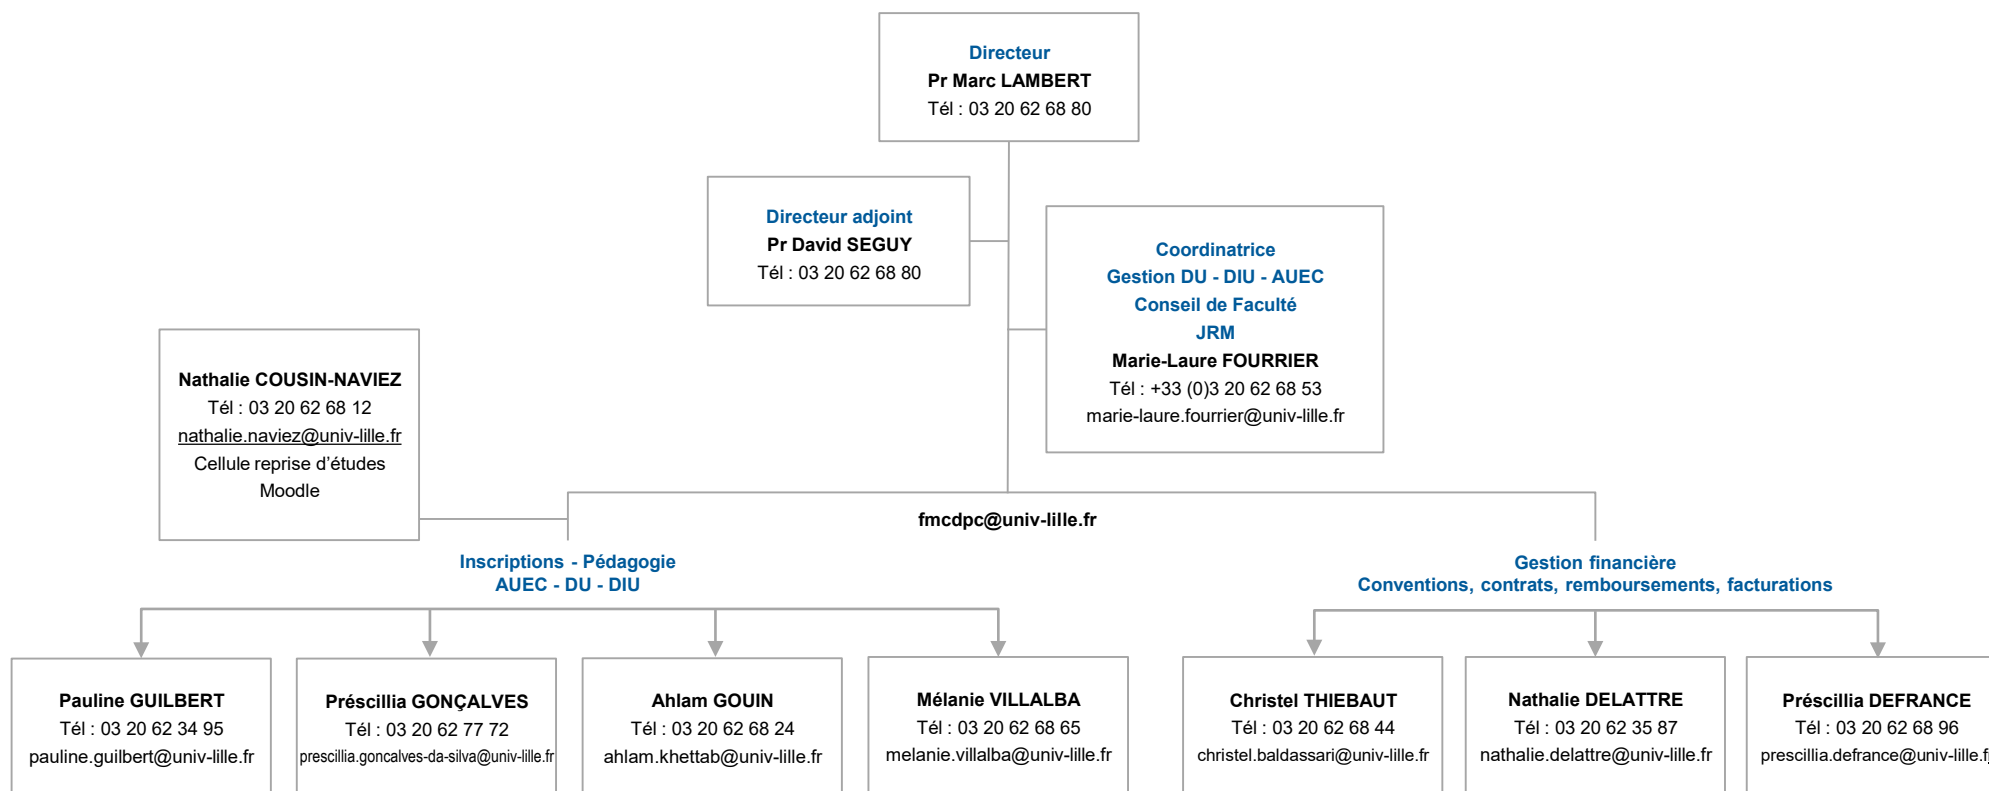 Directeur
Pr Marc LAMBERT
Tél : 03 20 62 68 80
Directeur adjoint
Pr David SEGUY
Tél : 03 20 62 68 80
Coordinatrice
Gestion DU - DIU - AUEC
Conseil de Faculté
JRM
Marie-Laure FOURRIER
Tél : +33 (0)3 20 62 68 53
marie-laure.fourrier@univ-lille.fr
Nathalie COUSIN-NAVIEZ
Tél : 03 20 62 68 12
nathalie.naviez@univ-lille.fr
Cellule reprise d’études
Moodle
fmcdpc@univ-lille.fr
Inscriptions - Pédagogie
AUEC - DU - DIU
Gestion financière
Conventions, contrats, remboursements, facturations
Pauline GUILBERT
Tél : 03 20 62 34 95
pauline.guilbert@univ-lille.fr
Préscillia GONÇALVES
Tél : 03 20 62 77 72
prescillia.goncalves-da-silva@univ-lille.fr
Ahlam GOUIN
Tél : 03 20 62 68 24
ahlam.khettab@univ-lille.fr
Mélanie VILLALBA
Tél : 03 20 62 68 65
melanie.villalba@univ-lille.fr
Christel THIEBAUT
Tél : 03 20 62 68 44
christel.baldassari@univ-lille.fr
Nathalie DELATTRE
Tél : 03 20 62 35 87
nathalie.delattre@univ-lille.fr
Préscillia DEFRANCE
Tél : 03 20 62 68 96
prescillia.defrance@univ-lille.fr